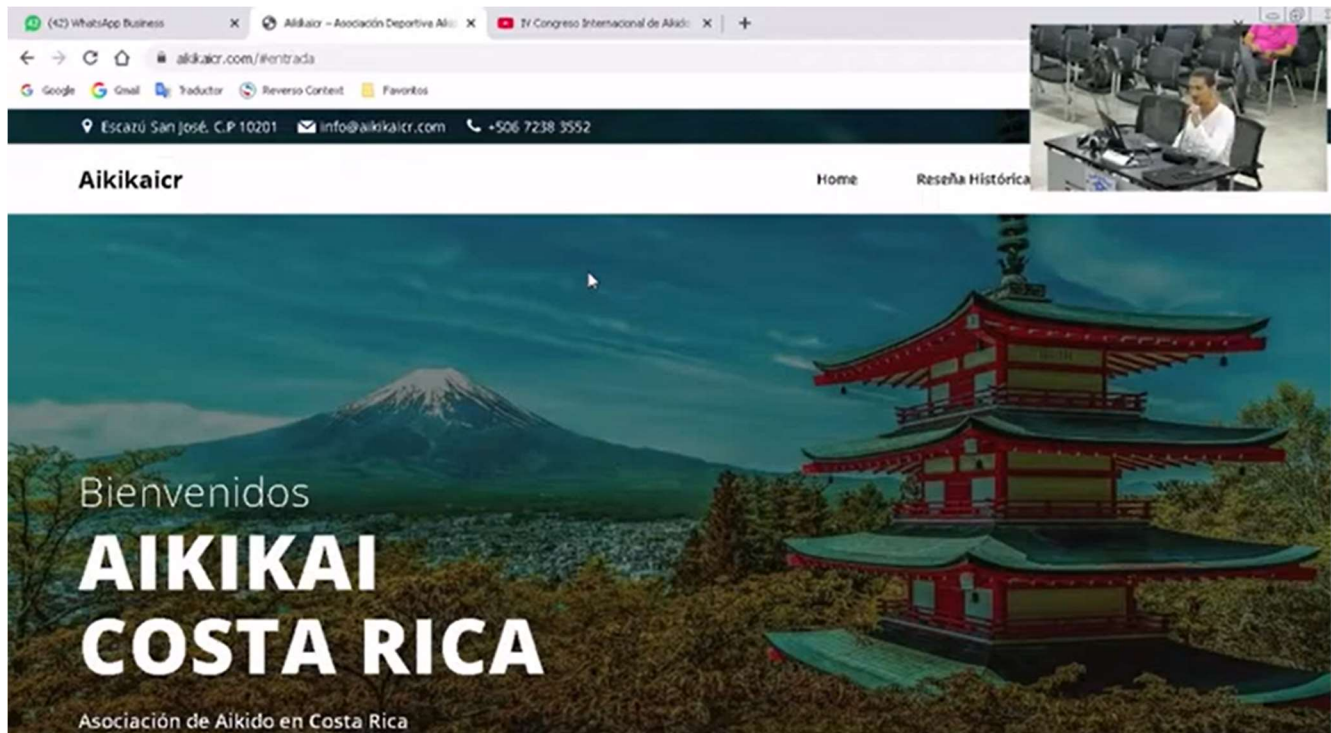 (42) WhatsApp Business
Aikikaicr – Asociación Deportiva Aiki
IV Congreso Internacional de Aikido
aikikaicr.com/#entrada
Google Gmail Traductor Reverso Context Favoritos
Escazú San José, C.P 10201 info@aikikaicr.com +506 7238 3552
Aikikaicr
Home Reseña Histórica
Bienvenidos
AIKIKAI
COSTA RICA
Asociación de Aikido en Costa Rica